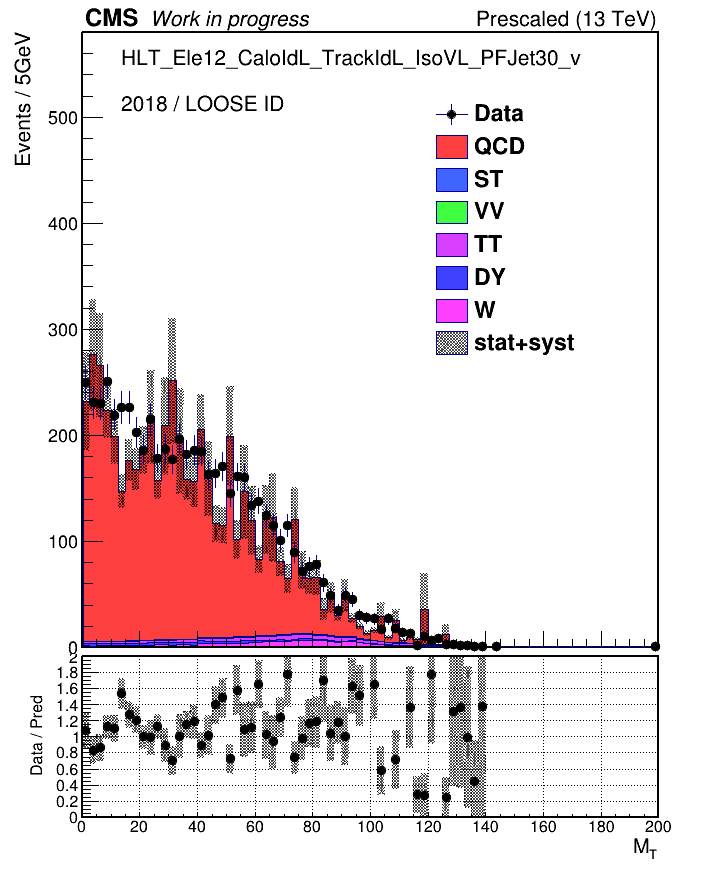 CMS Work in progress Prescaled (13 TeV)
Events / 5GeV
HLT_Ele12_CaloIdL_TrackIdL_IsoVL_PFJet30_v
2018 / LOOSE ID
Data
QCD
ST
VV
TT
DY
W
stat+syst
500
400
300
200
100
0
Data / Pred
2
1.8
1.6
1.4
1.2
1
0.8
0.6
0.4
0.2
0
0 20 40 60 80 100 120 140 160 180 200
M_T